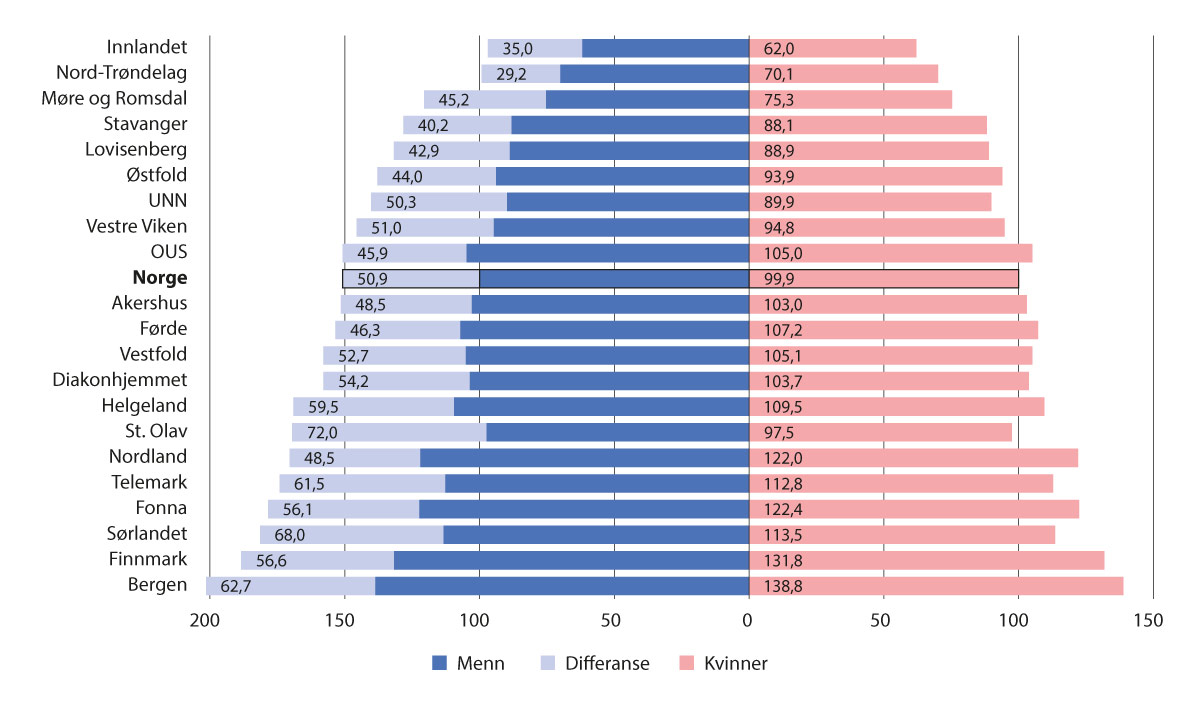 Innlandet 35,0 62,0
Nord-Trøndelag 29,2 70,1
Møre og Romsdal 45,2 75,3
Stavanger 40,2 88,1
Lovisenberg 42,9 88,9
Østfold 44,0 93,9
UNN 50,3 89,9
Vestre Viken 51,0 94,8
OUS 45,9 105,0
Norge 50,9 99,9
Akershus 48,5 103,0
Førde 46,3 107,2
Vestfold 52,7 105,1
Diakonhjemmet 54,2 103,7
Helgeland 59,5 109,5
St. Olav 72,0 97,5
Nordland 48,5 122,0
Telemark 61,5 112,8
Fonna 56,1 122,4
Sørlandet 68,0 113,5
Finnmark 56,6 131,8
Bergen 62,7 138,8
200 150 100 50 0 50 100 150
Menn Differanse Kvinner